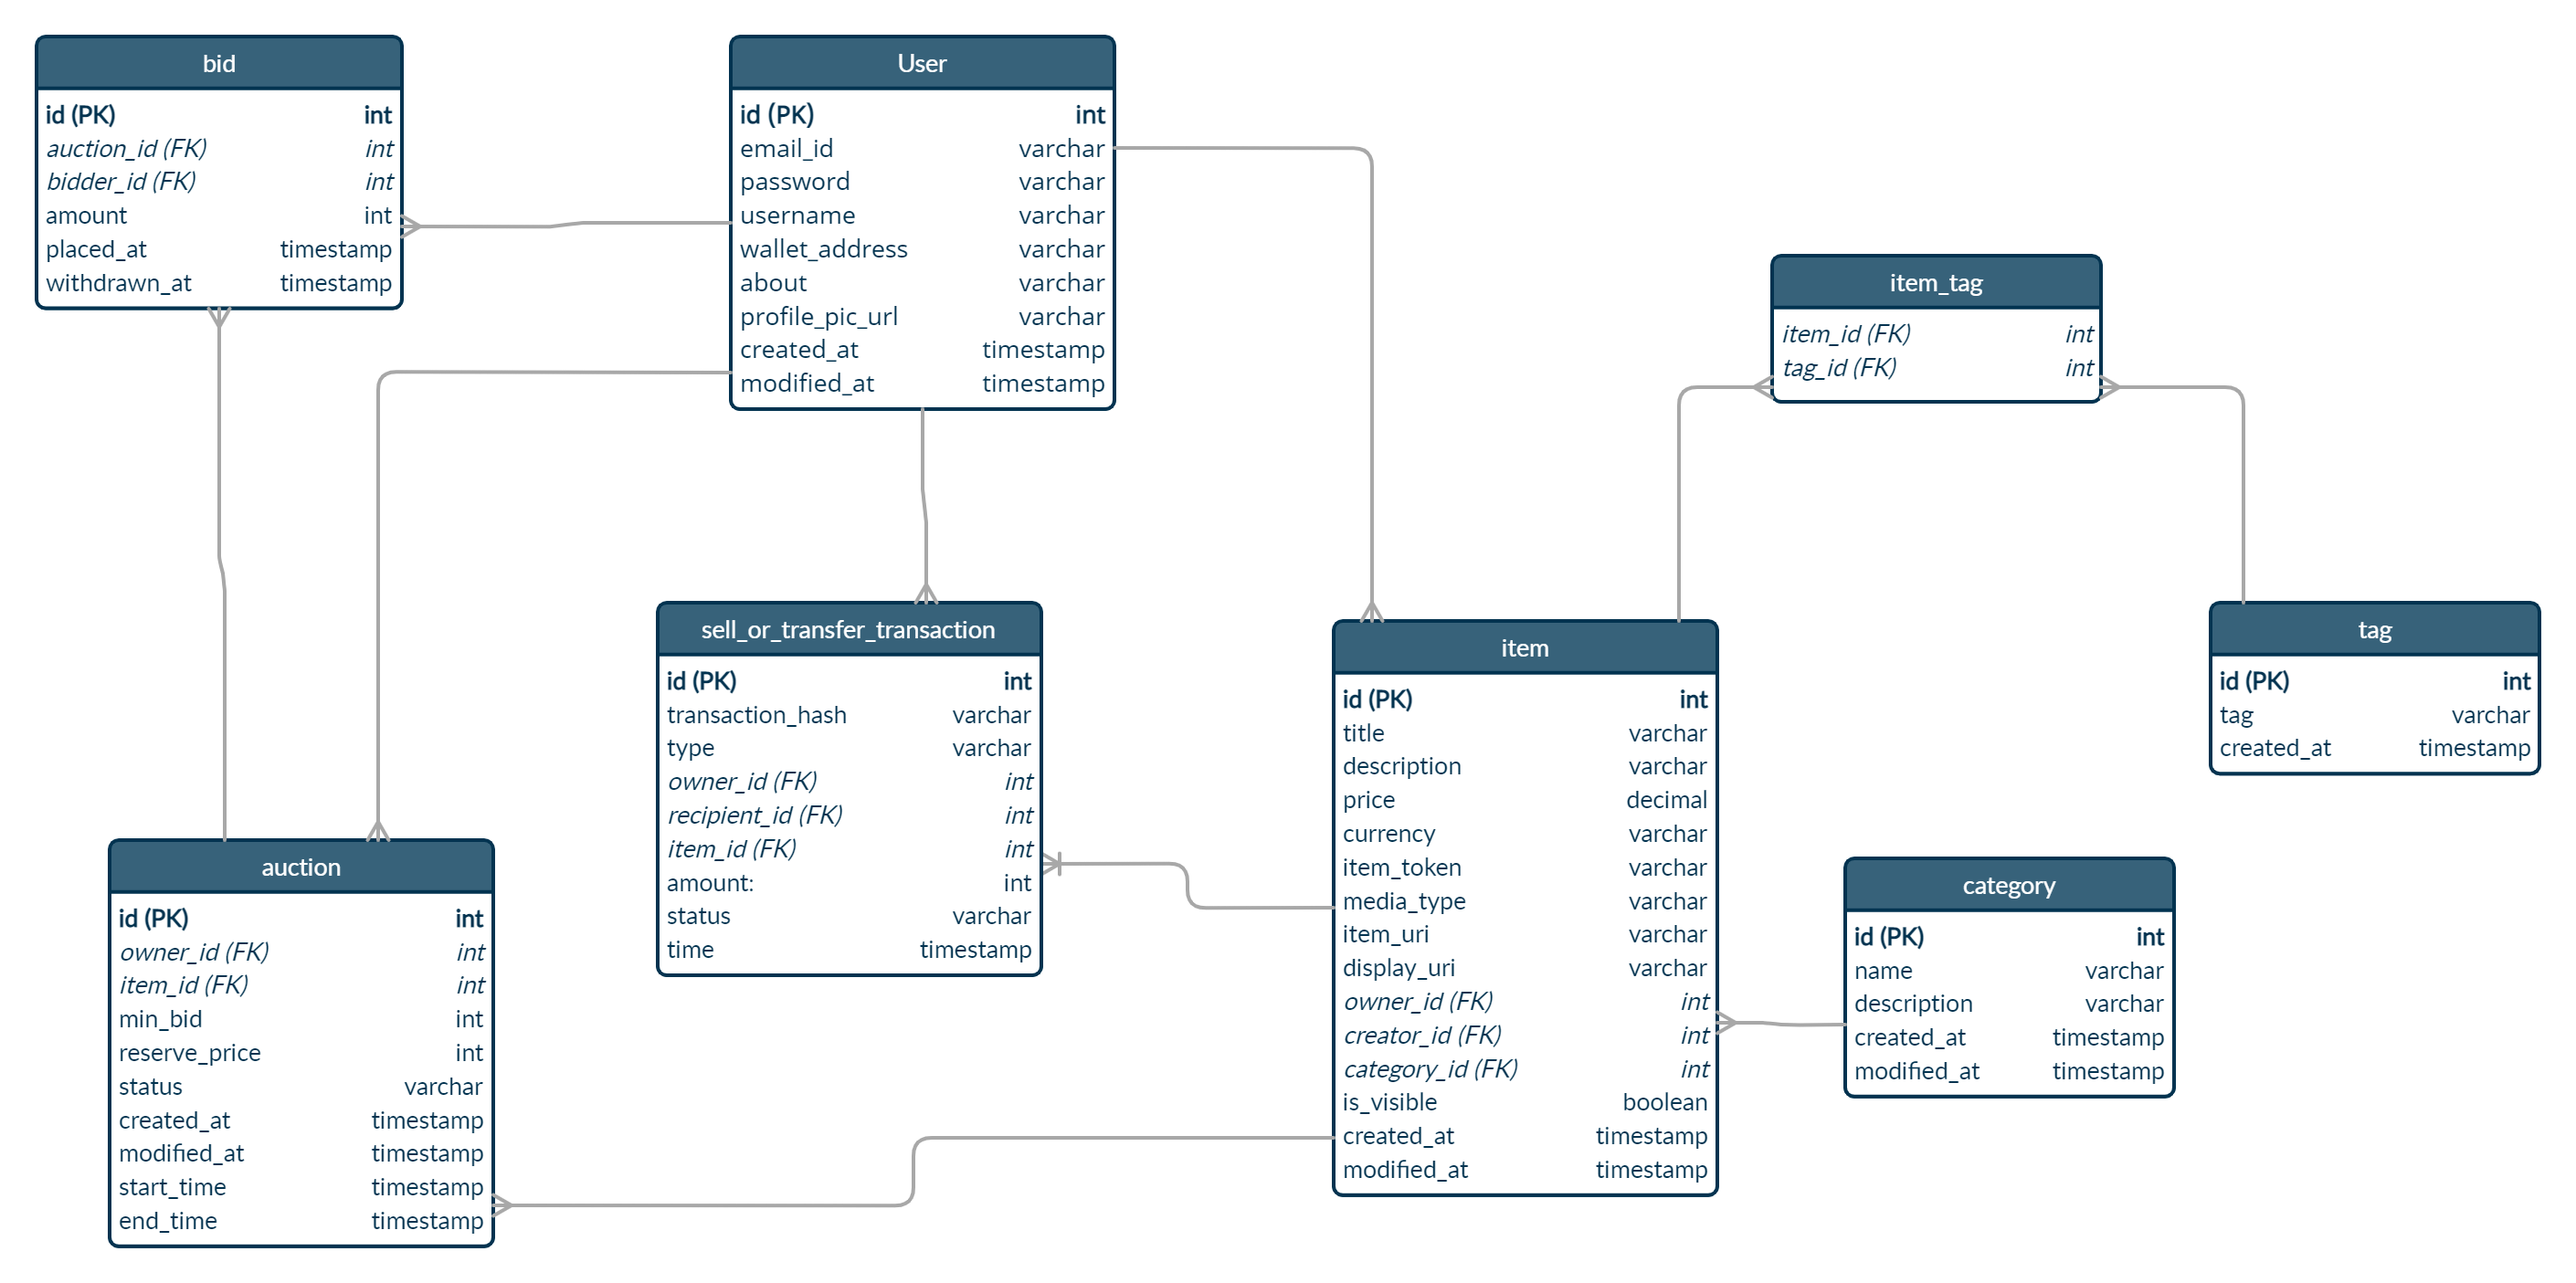 bid
id (PK) int
auction_id (FK) int
bidder_id (FK) int
amount int
placed_at timestamp
withdrawn_at timestamp
User
id (PK) int
email_id varchar
password varchar
username varchar
wallet_address varchar
about varchar
profile_pic_url varchar
created_at timestamp
modified_at timestamp
item_tag
item_id (FK) int
tag_id (FK) int
sell_or_transfer_transaction
id (PK) int
transaction_hash varchar
type varchar
owner_id (FK) int
recipient_id (FK) int
item_id (FK) int
amount: int
status varchar
time timestamp
item
id (PK) int
title varchar
description varchar
price decimal
currency varchar
item_token varchar
media_type varchar
item_uri varchar
display_uri varchar
owner_id (FK) int
creator_id (FK) int
category_id (FK) int
is_visible boolean
created_at timestamp
modified_at timestamp
tag
id (PK) int
tag varchar
created_at timestamp
auction
id (PK) int
owner_id (FK) int
item_id (FK) int
min_bid int
reserve_price int
status varchar
created_at timestamp
modified_at timestamp
start_time timestamp
end_time timestamp
category
id (PK) int
name varchar
description varchar
created_at timestamp
modified_at timestamp